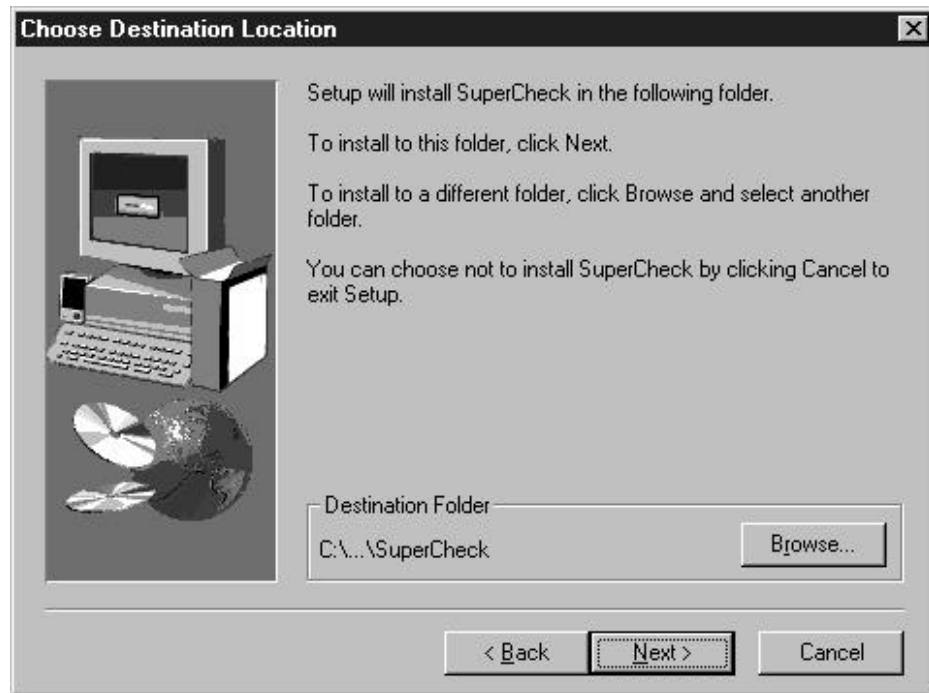 Choose Destination Location
Setup will install SuperCheck in the following folder.
To install to this folder, click Next.
To install to a different folder, click Browse and select another
folder.
You can choose not to install SuperCheck by clicking Cancel to
exit Setup.
Destination Folder
C:\...\SuperCheck
Browse...
< Back
Next >
Cancel